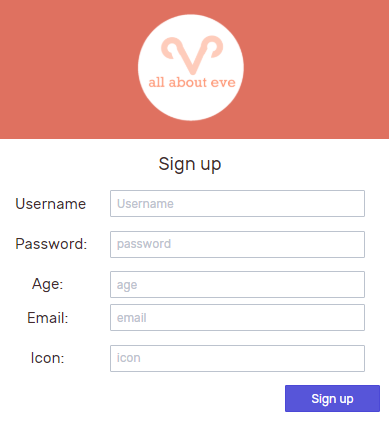 all about eve
Sign up
Username Username
Password: password
Age: age
Email: email
Icon: icon
Sign up